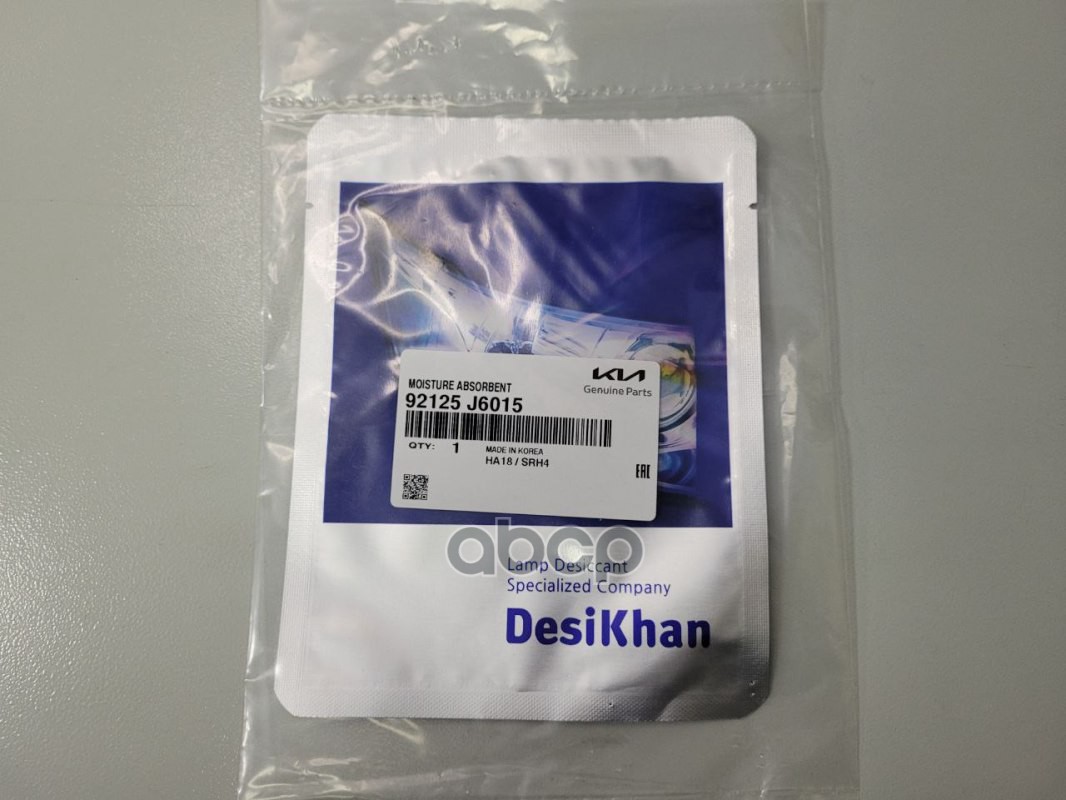 MOISTURE ABSORBENT
KIA
Genuine Parts
92125 J6015
QTY: 1
MADE IN KOREA
HA18 / SRH4
EAC
abcp
Lamp Desiccant
Specialized Company
DesiKhan